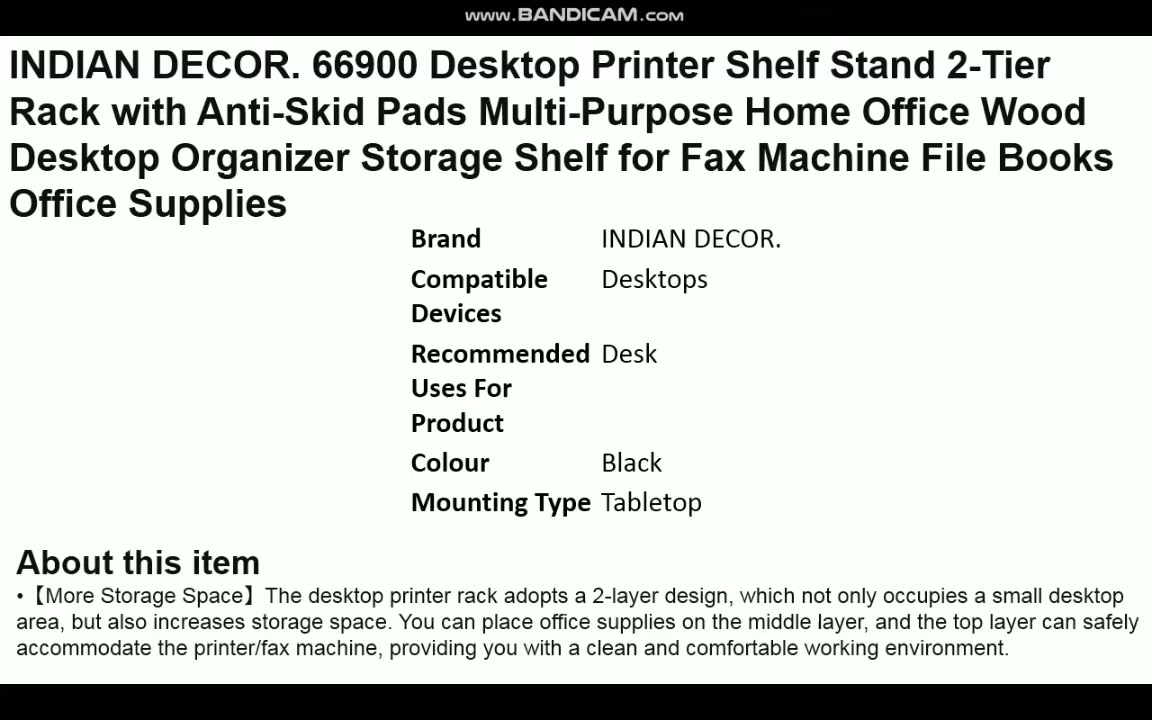 www.BANDICAM.com
INDIAN DECOR. 66900 Desktop Printer Shelf Stand 2-Tier
Rack with Anti-Skid Pads Multi-Purpose Home Office Wood
Desktop Organizer Storage Shelf for Fax Machine File Books
Office Supplies
Brand INDIAN DECOR.
Compatible Desktops
Devices
Recommended Desk
Uses For
Product
Colour Black
Mounting Type Tabletop
About this item
•【More Storage Space】The desktop printer rack adopts a 2-layer design, which not only occupies a small desktop
area, but also increases storage space. You can place office supplies on the middle layer, and the top layer can safely
accommodate the printer/fax machine, providing you with a clean and comfortable working environment.